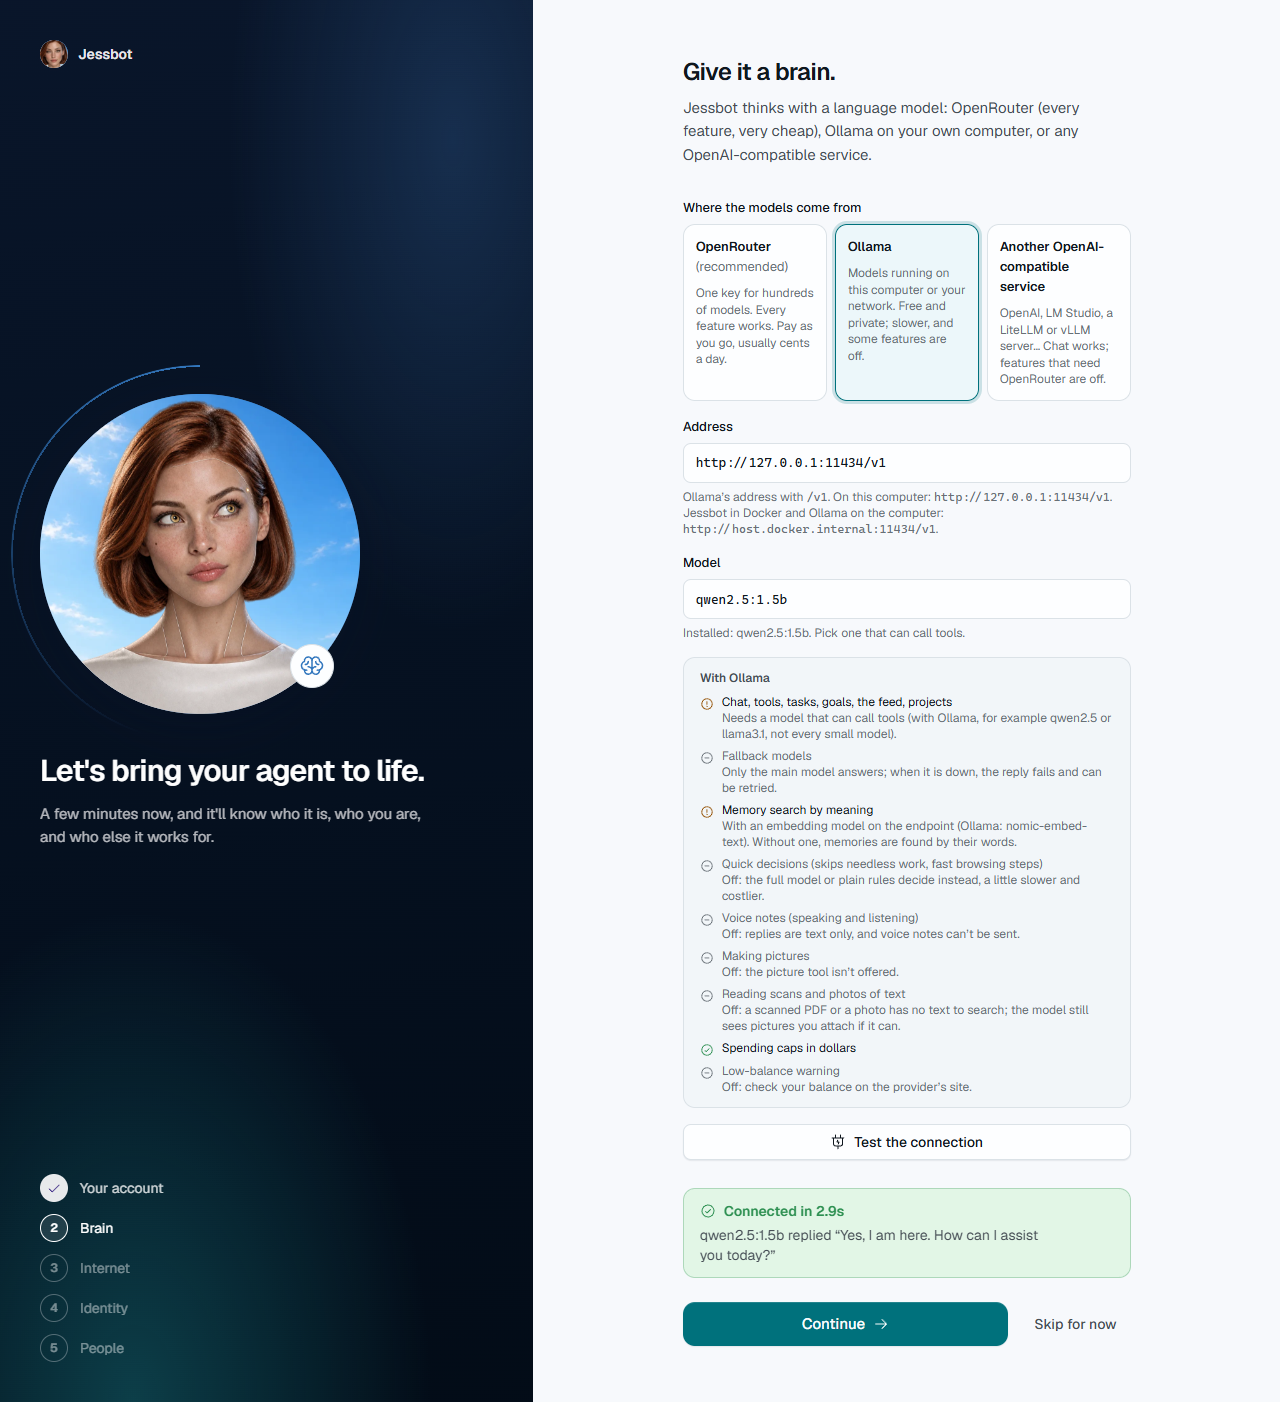 Jessbot
Let's bring your agent to life.
A few minutes now, and it'll know who it is, who you are,
and who else it works for.
Your account
2 Brain
3 Internet
4 Identity
5 People
Give it a brain.
Jessbot thinks with a language model: OpenRouter (every
feature, very cheap), Ollama on your own computer, or any
OpenAI-compatible service.
Where the models come from
OpenRouter
(recommended)
One key for hundreds
of models. Every
feature works. Pay as
you go, usually cents
a day.
Ollama
Models running on
this computer or your
network. Free and
private; slower, and
some features are
off.
Another OpenAI-
compatible
service
OpenAI, LM Studio, a
LiteLLM or vLLM
server... Chat works;
features that need
OpenRouter are off.
Address
http://127.0.0.1:11434/v1
Ollama's address with /v1. On this computer: http://127.0.0.1:11434/v1.
Jessbot in Docker and Ollama on the computer:
http://host.docker.internal:11434/v1.
Model
qwen2.5:1.5b
Installed: qwen2.5:1.5b. Pick one that can call tools.
With Ollama
Chat, tools, tasks, goals, the feed, projects
Needs a model that can call tools (with Ollama, for example qwen2.5 or
llama3.1, not every small model).
Fallback models
Only the main model answers; when it is down, the reply fails and can
be retried.
Memory search by meaning
With an embedding model on the endpoint (Ollama: nomic-embed-
text). Without one, memories are found by their words.
Quick decisions (skips needless work, fast browsing steps)
Off: the full model or plain rules decide instead, a little slower and
costlier.
Voice notes (speaking and listening)
Off: replies are text only, and voice notes can't be sent.
Making pictures
Off: the picture tool isn't offered.
Reading scans and photos of text
Off: a scanned PDF or a photo has no text to search; the model still
sees pictures you attach if it can.
Spending caps in dollars
Low-balance warning
Off: check your balance on the provider's site.
Test the connection
Connected in 2.9s
qwen2.5:1.5b replied “Yes, I am here. How can I assist
you today?”
Continue
Skip for now